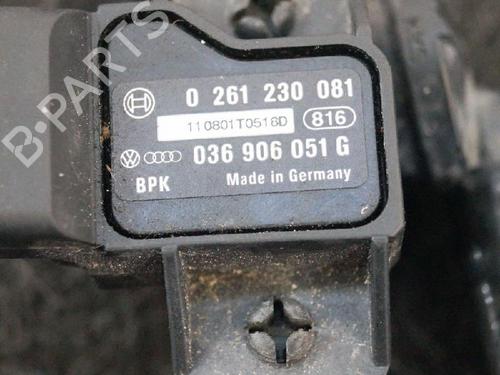 B-PARTS
0 261 230 081
110801T0518D 816
036 906 051 G
BPK Made in Germany